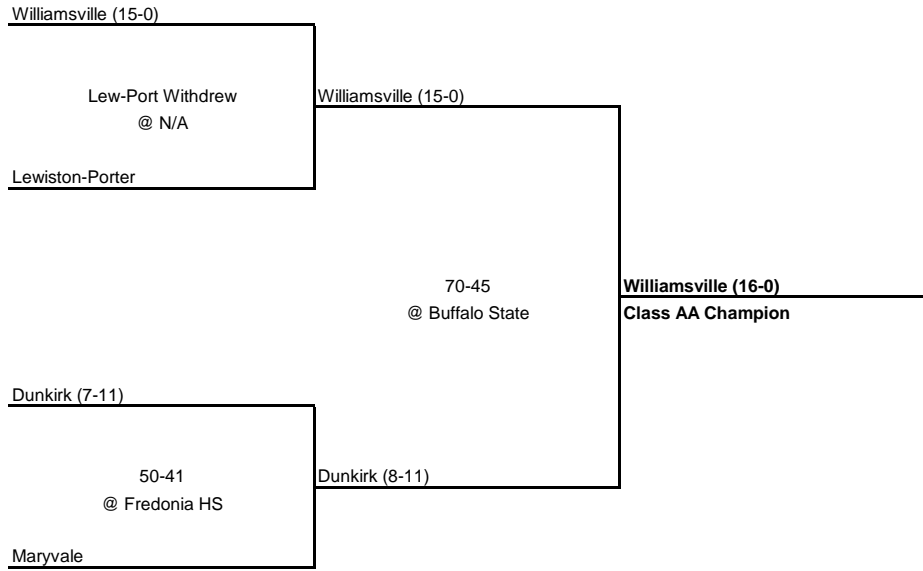 Williamsville (15-0)
Lew-Port Withdrew
@ N/A
Williamsville (15-0)
Lewiston-Porter
70-45
@ Buffalo State
Williamsville (16-0)
Class AA Champion
Dunkirk (7-11)
50-41
@ Fredonia HS
Dunkirk (8-11)
Maryvale